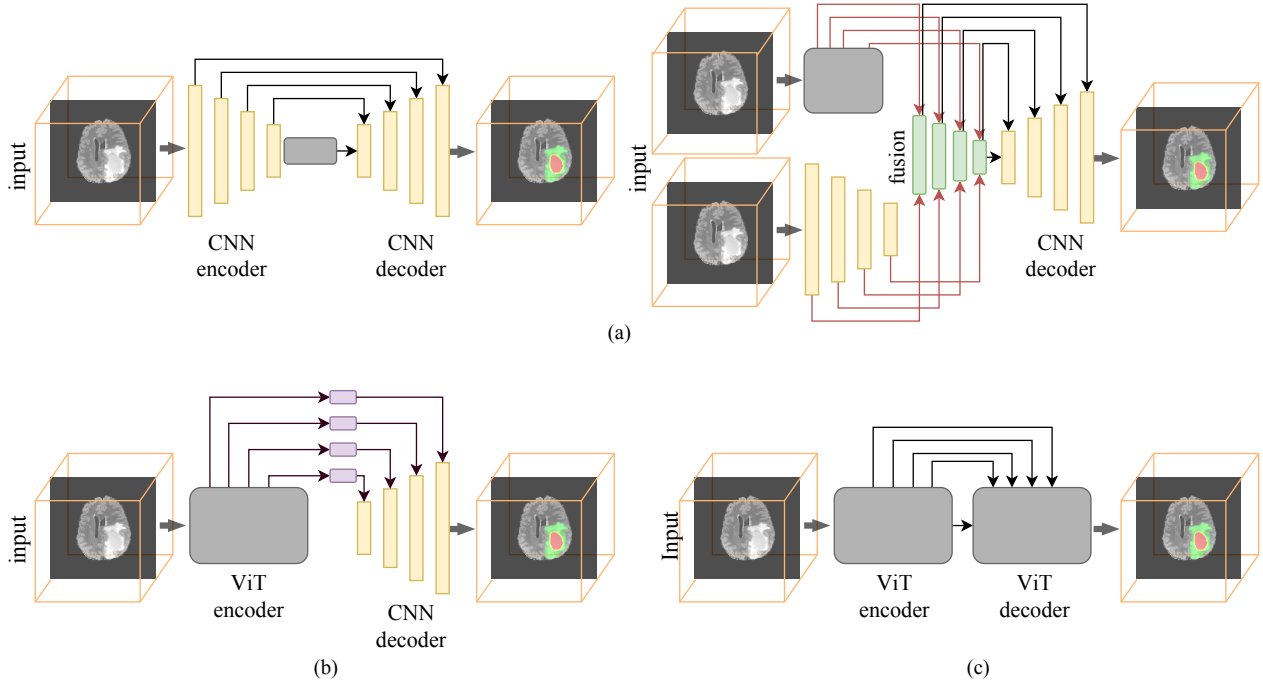 input
CNN
encoder
CNN
decoder
input
fusion
CNN
decoder
(a)
input
ViT
encoder
CNN
decoder
(b)
Input
ViT
encoder
ViT
decoder
(c)